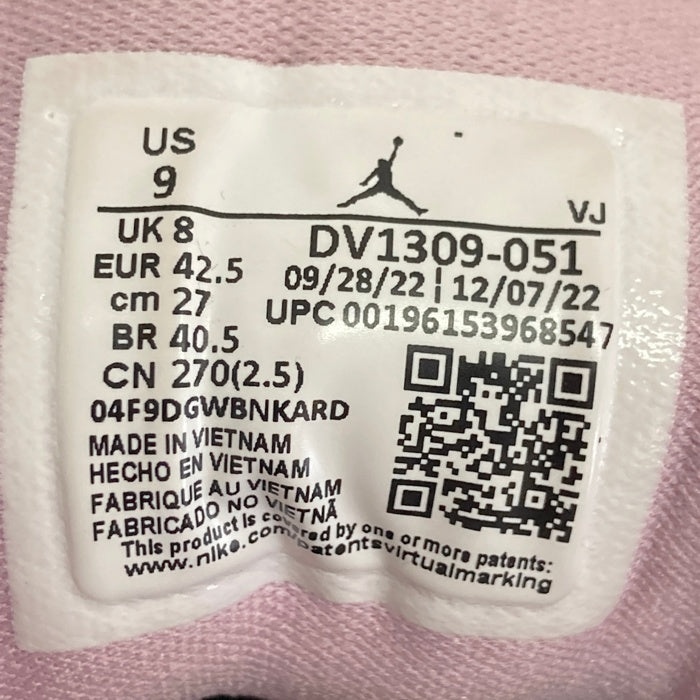 US
9
VJ
UK 8
EUR 42.5
cm 27
BR 40.5
CN 270(2.5)
DV1309-051
09/28/22 | 12/07/22
UPC 00196153968547
04F9DGWBNKARD
MADE IN VIETNAM
HECHO EN VIETNAM
FABRIQUE AU VIETNAM
FABRICADO NO VIETNÃ
This product is covered by one or more patents:
www.nike.com/patentsvirtualmarking